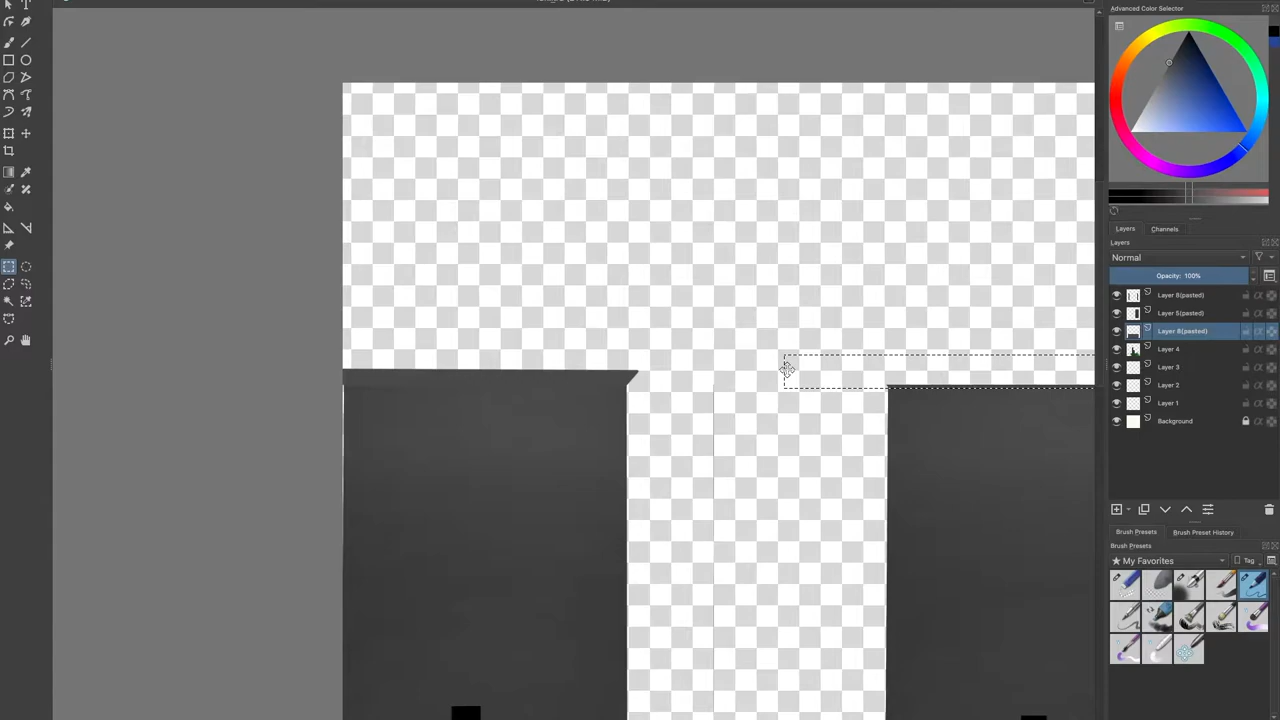 Advanced Color Selector
Layers
Channels
Layers
Normal
Opacity: 100%
Layer 6(pasted)
Layer 5(pasted)
Layer 8(pasted)
Layer 4
Layer 3
Layer 2
Layer 1
Background
Brush Presets
Brush Preset History
Brush Presets
My Favorites
Tag